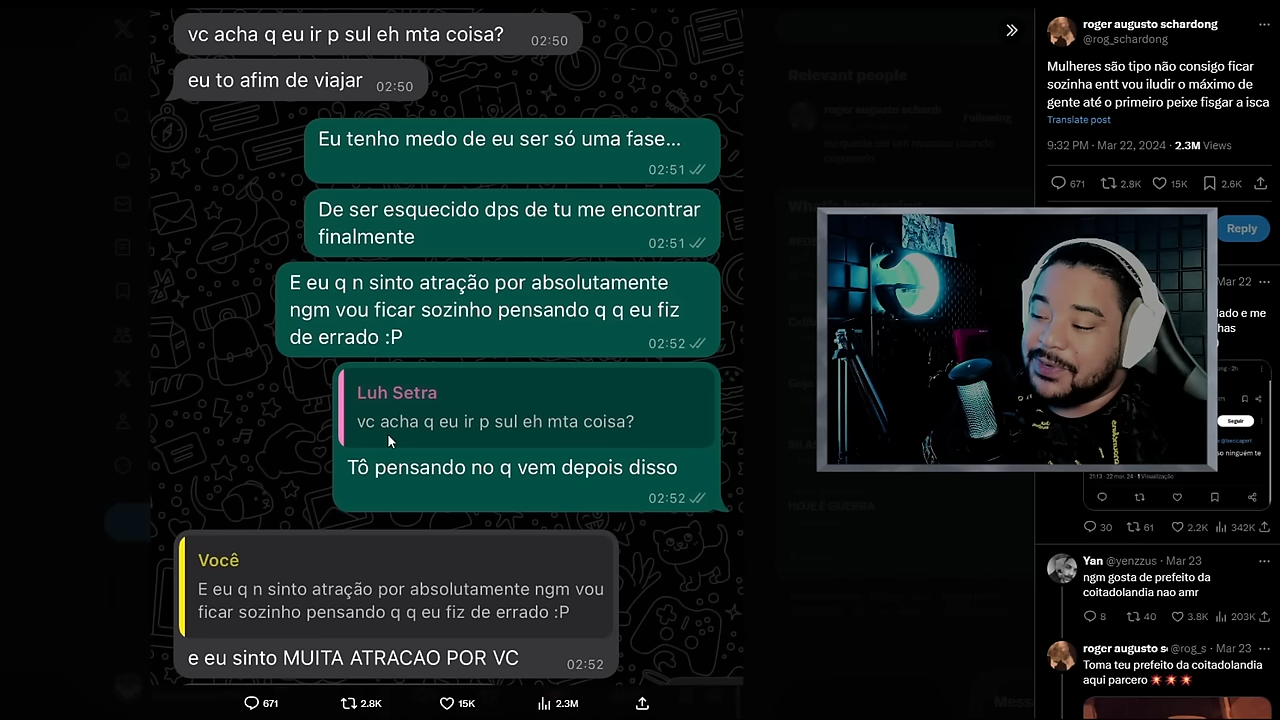 vc acha q eu ir p sul eh mta coisa?
02:50
eu to afim de viajar
02:50
Eu tenho medo de eu ser só uma fase...
02:51
De ser esquecido dps de tu me encontrar
finalmente
02:51
E eu q n sinto atração por absolutamente
ngm vou ficar sozinho pensando q q eu fiz
de errado :P
02:52
Luh Setra
vc acha q eu ir p sul eh mta coisa?
Tô pensando no q vem depois disso
02:52
Você
E eu q n sinto atração por absolutamente ngm vou
ficar sozinho pensando q q eu fiz de errado :P
e eu sinto MUITA ATRACAO POR VC
02:52
671 2.8K 15K 2.3M
Relevant people
roger augusto schardh
Following
roger augusto schardong
@rog_schardong
Mulheres são tipo não consigo ficar
sozinha entt vou iludir o máximo de
gente até o primeiro peixe fisgar a isca
Translate post
9:32 PM · Mar 22, 2024 · 2.3M Views
671 2.8K 15K 2.6K
Reply
Mar 22
lado e me
has
Seguir
so ninguém te
30 61 2.2K 342K
Yan @yenzzus · Mar 23
ngm gosta de prefeito da
coitadolandia nao amr
8 40 3.8K 203K
roger augusto s @rog_s · Mar 23
Toma teu prefeito da coitadolandia
aqui parcero 💥💥💥